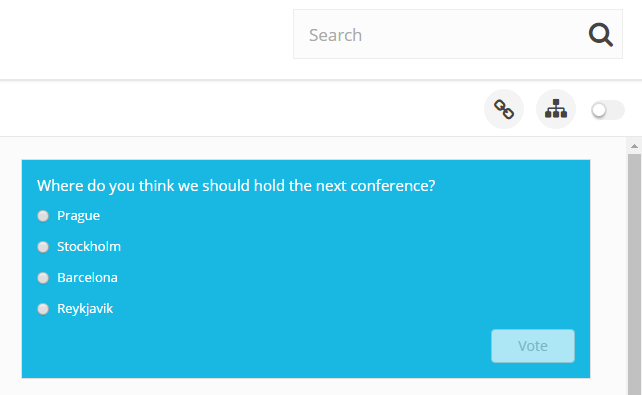 Search
Where do you think we should hold the next conference?
Prague
Stockholm
Barcelona
Reykjavik
Vote